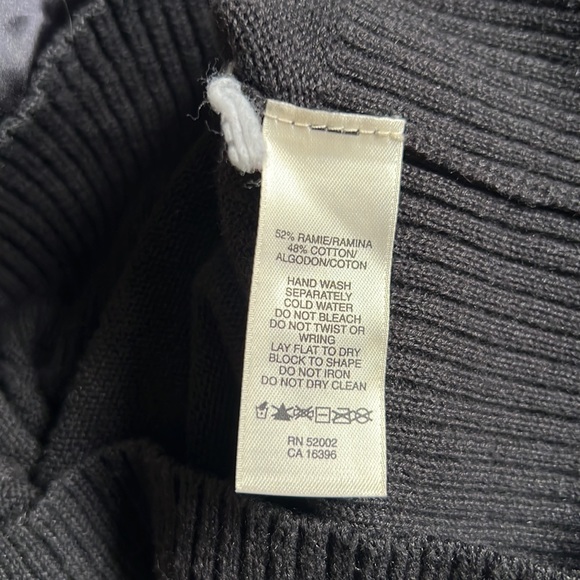 52% RAMIE/RAMINA
48% COTTON/
ALGODON/COTON
HAND WASH
SEPARATELY
COLD WATER
DO NOT BLEACH
DO NOT TWIST OR
WRING
LAY FLAT TO DRY
BLOCK TO SHAPE
DO NOT IRON
DO NOT DRY CLEAN
RN 52002
CA 16396